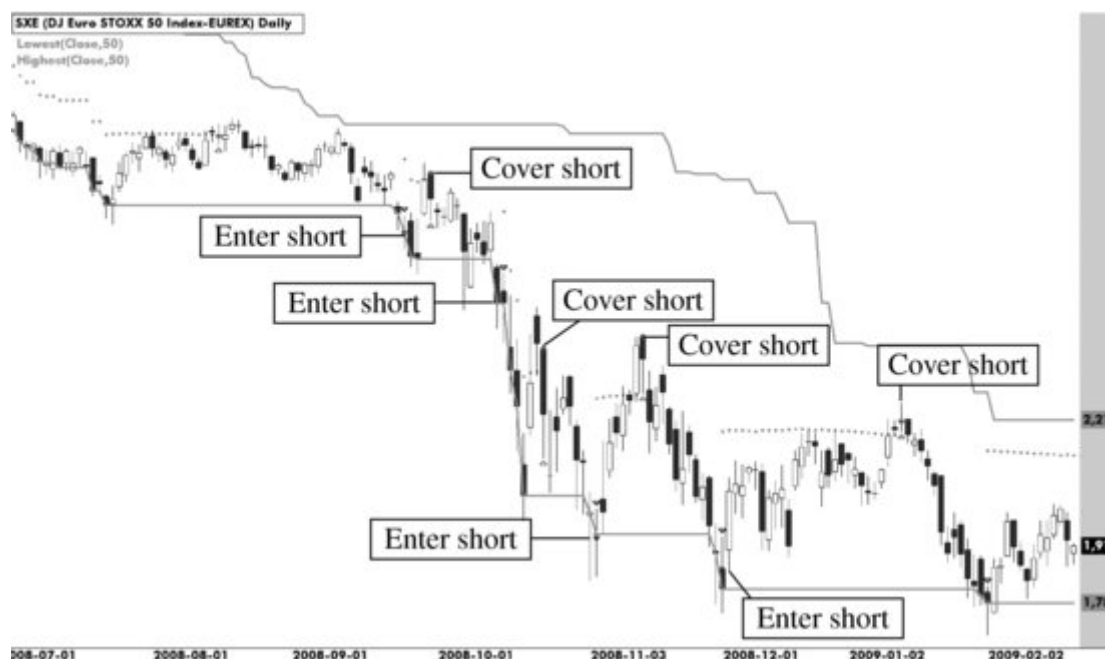 SXE (DJ Euro STOXX 50 Index-EUREX) Daily
Lowest(Close,50)
Highest(Close,50)
Cover short
Enter short
Enter short
Cover short
Cover short
Cover short
2,2
Enter short
1,9
1,7
Enter short
008-07-01 2008-08-01 2008-09-01 2008-10-01 2008-11-03 2008-12-01 2009-01-02 2009-02-02